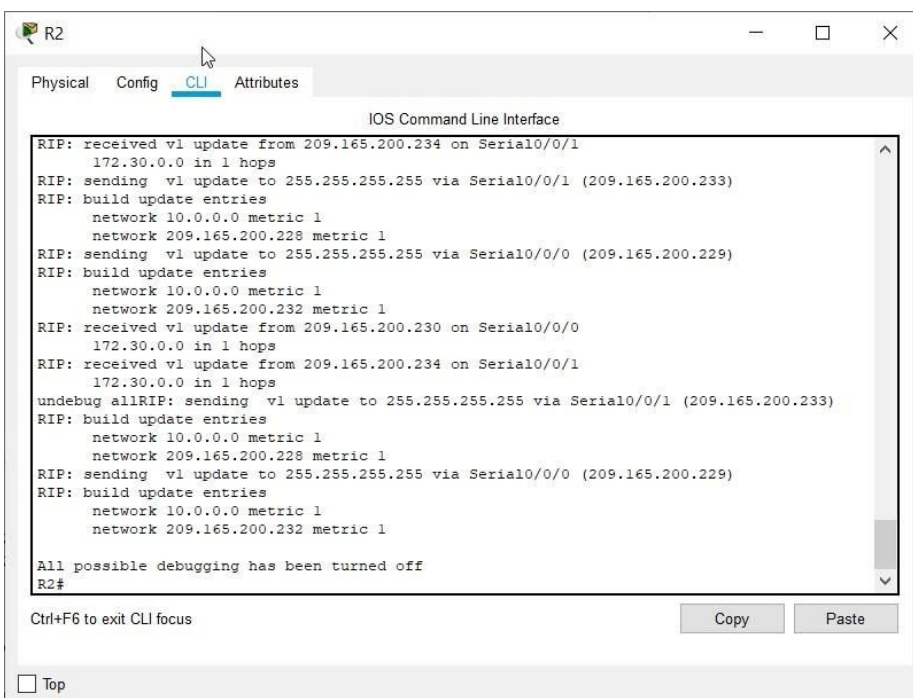 R2
Physical Config CLI Attributes
IOS Command Line Interface
RIP: received v1 update from 209.165.200.234 on Serial0/0/1
172.30.0.0 in 1 hops
RIP: sending  v1 update to 255.255.255.255 via Serial0/0/1 (209.165.200.233)
RIP: build update entries
network 10.0.0.0 metric 1
network 209.165.200.228 metric 1
RIP: sending  v1 update to 255.255.255.255 via Serial0/0/0 (209.165.200.229)
RIP: build update entries
network 10.0.0.0 metric 1
network 209.165.200.232 metric 1
RIP: received v1 update from 209.165.200.230 on Serial0/0/0
172.30.0.0 in 1 hops
RIP: received v1 update from 209.165.200.234 on Serial0/0/1
172.30.0.0 in 1 hops
undebug allRIP: sending  v1 update to 255.255.255.255 via Serial0/0/1 (209.165.200.233)
RIP: build update entries
network 10.0.0.0 metric 1
network 209.165.200.228 metric 1
RIP: sending  v1 update to 255.255.255.255 via Serial0/0/0 (209.165.200.229)
RIP: build update entries
network 10.0.0.0 metric 1
network 209.165.200.232 metric 1
All possible debugging has been turned off
R2#
Ctrl+F6 to exit CLI focus
Copy Paste
Top